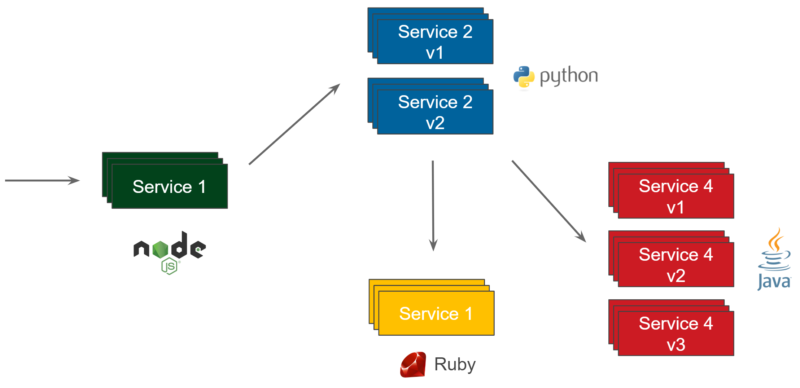 Service 2
v1
python
Service 2
v2
Service 1
node
JS
Service 4
v1
Service 4
v2
Java
Service 1
Service 4
v3
Ruby